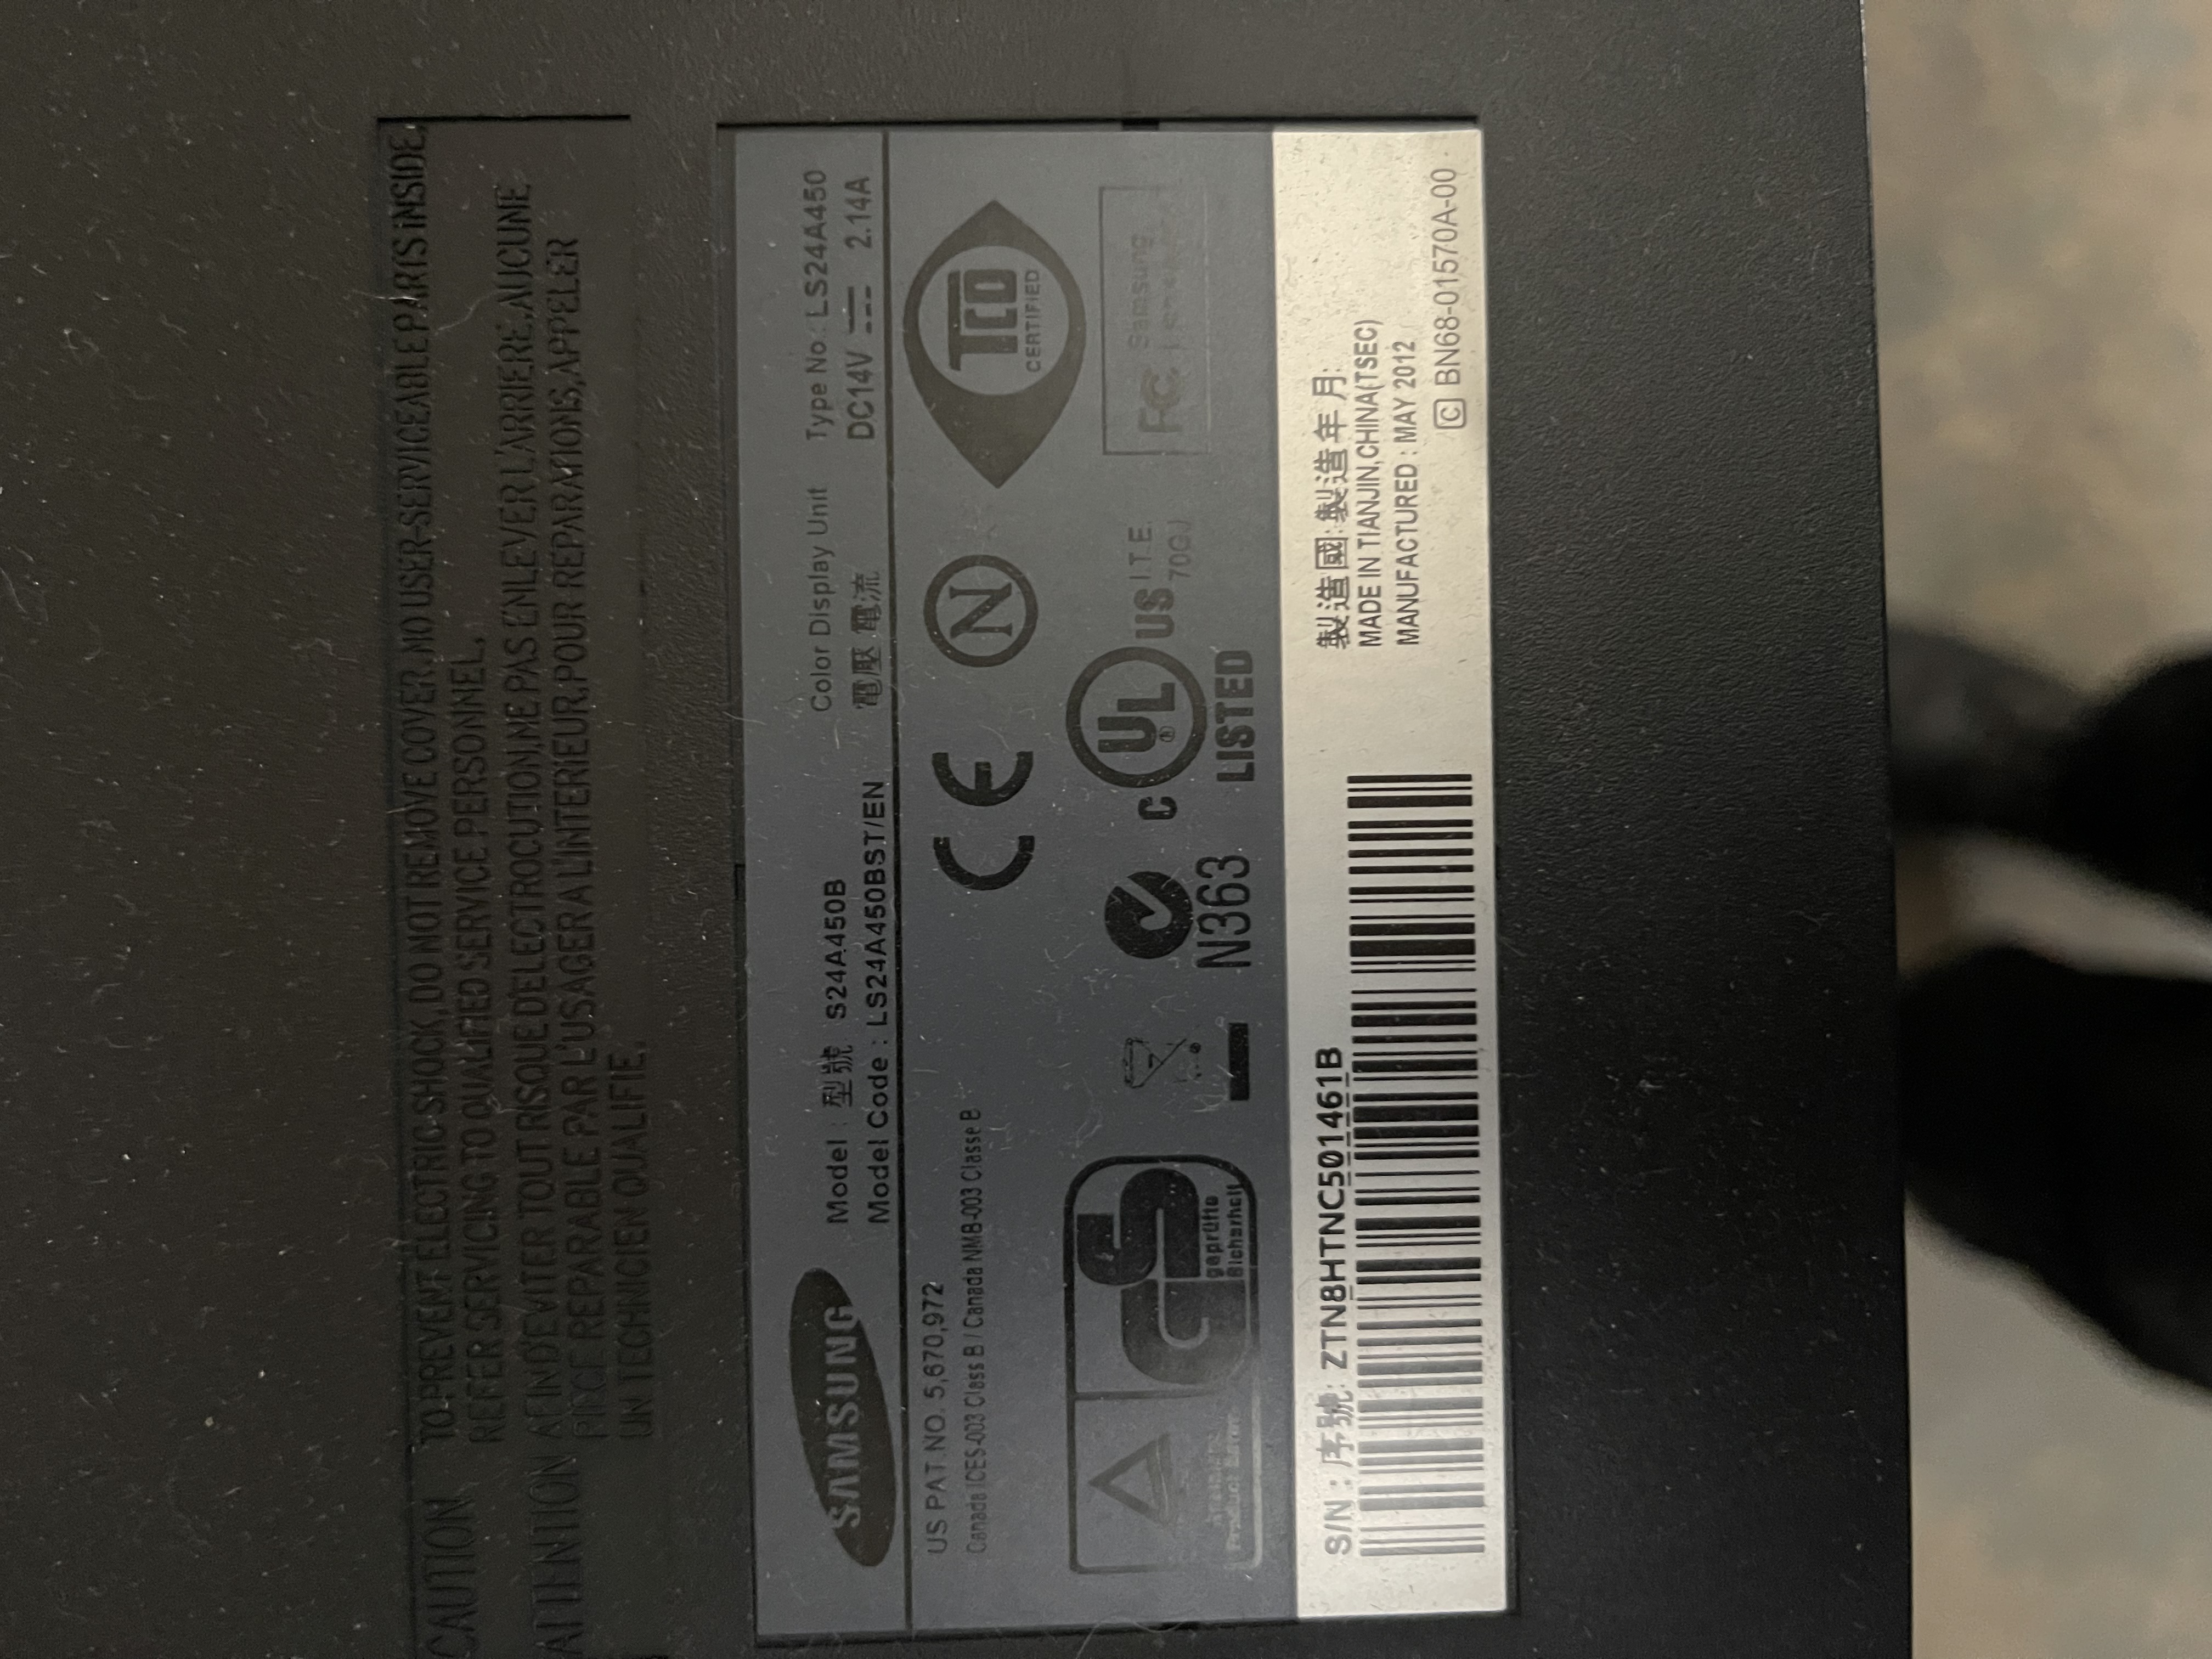 CAUTION TO PREVENT ELECTRIC SHOCK, DO NOT REMOVE COVER. NO USER-SERVICEABLE PARTS INSIDE.
REFER SERVICING TO QUALIFIED SERVICE PERSONNEL.
ATTENTION AFIN D'EVITER TOUT RISQUE D'ELECTROCUTION, NE PAS ENLEVER L'ARRIERE, AUCUNE
PIECE REPARABLE PAR L'USAGER A L'INTERIEUR, POUR REPARATIONS, APPELER
UN TECHNICIEN QUALIFIE.
SAMSUNG
Model : 型號 S24A450B Color Display Unit Type No. : LS24A450
Model Code : LS24A450BST/EN 電壓 電流 DC14V 2.14A
US PAT. NO. 5,670,972
Canada ICES-003 Class B / Canada NMB-003 Classe B
CE N TCO
CERTIFIED
GS
geprüfte
Sicherheit
N363
C UL ® US I.T.E.
70GJ
LISTED
FC Samsung
S/N : 序號: ZTN8HTNC501461B
製造國 製造年月:
MADE IN TIANJIN,CHINA(TSEC)
MANUFACTURED : MAY 2012
C BN68-01570A-00